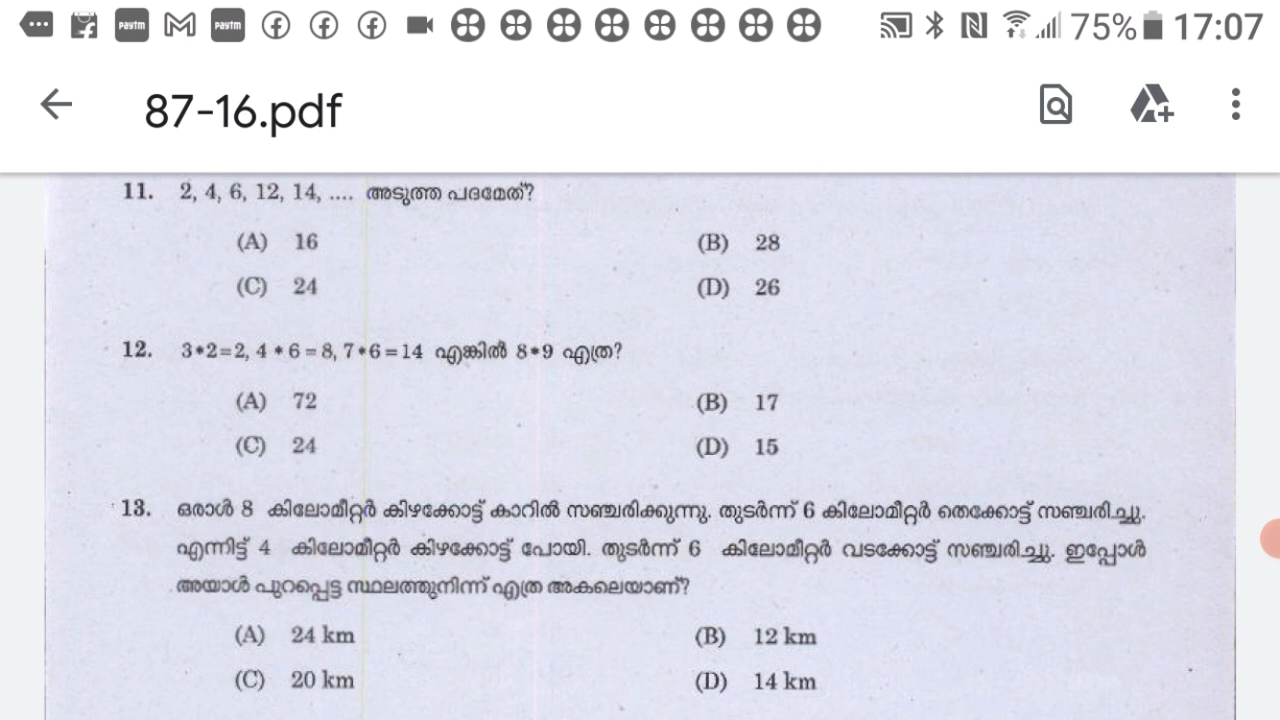 Paytm Paytm 75% 17:07
87-16.pdf
11. 2, 4, 6, 12, 14, .... അടുത്ത പദമേത്?
(A) 16 (B) 28
(C) 24 (D) 26
12. 3*2=2, 4 * 6=8, 7*6=14 എങ്കിൽ 8*9 എത്ര?
(A) 72 (B) 17
(C) 24 (D) 15
13. ഒരാൾ 8 കിലോമീറ്റർ കിഴക്കോട്ട് കാറിൽ സഞ്ചരിക്കുന്നു. തുടർന്ന് 6 കിലോമീറ്റർ തെക്കോട്ട് സഞ്ചരിച്ചു.
എന്നിട്ട് 4 കിലോമീറ്റർ കിഴക്കോട്ട് പോയി. തുടർന്ന് 6 കിലോമീറ്റർ വടക്കോട്ട് സഞ്ചരിച്ചു. ഇപ്പോൾ
അയാൾ പുറപ്പെട്ട സ്ഥലത്തുനിന്ന് എത്ര അകലെയാണ്?
(A) 24 km (B) 12 km
(C) 20 km (D) 14 km